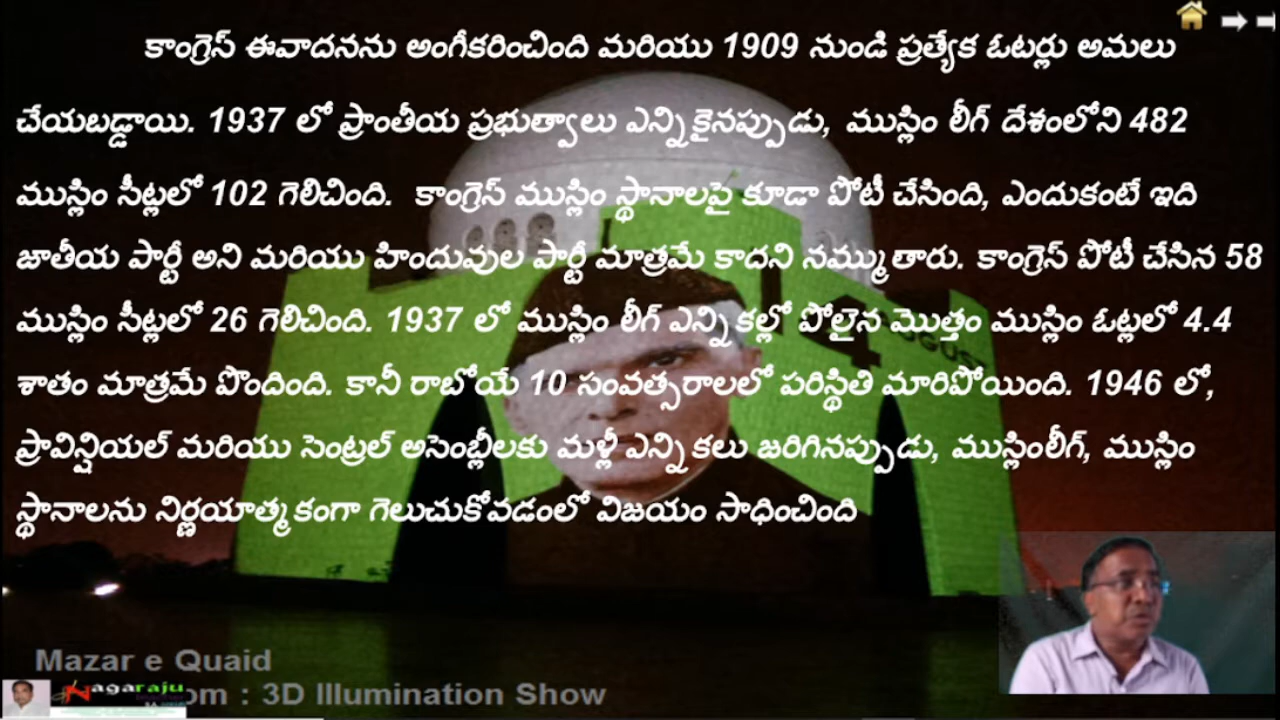 కాంగ్రెస్ ఈవాదనను అంగీకరించింది మరియు 1909 నుండి ప్రత్యేక ఓటర్లు అమలు
చేయబడ్డాయి. 1937 లో ప్రాంతీయ ప్రభుత్వాలు ఎన్నికైనప్పుడు, ముస్లిం లీగ్ దేశంలోని 482
ముస్లిం సీట్లలో 102 గెలిచింది. కాంగ్రెస్ ముస్లిం స్థానాలపై కూడా పోటీ చేసింది, ఎందుకంటే ఇది
జాతీయ పార్టీ అని మరియు హిందువుల పార్టీ మాత్రమే కాదని నమ్ముతారు. కాంగ్రెస్ పోటీ చేసిన 58
ముస్లిం సీట్లలో 26 గెలిచింది. 1937 లో ముస్లిం లీగ్ ఎన్నికల్లో పోలైన మొత్తం ముస్లిం ఓట్లలో 4.4
శాతం మాత్రమే పొందింది. కానీ రాబోయే 10 సంవత్సరాలలో పరిస్థితి మారిపోయింది. 1946 లో,
ప్రావిన్షియల్ మరియు సెంట్రల్ అసెంబ్లీలకు మళ్లీ ఎన్నికలు జరిగినప్పుడు, ముస్లింలీగ్, ముస్లిం
స్థానాలను నిర్ణయాత్మకంగా గెలుచుకోవడంలో విజయం సాధించింది
Mazar e Quaid
Nagaraju
: 3D Illumination Show